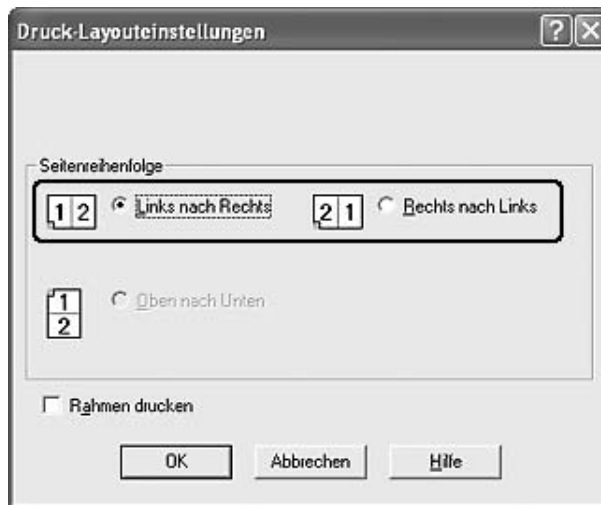 Druck-Layouteinstellungen ? X
Seitenreihenfolge
1 2 Links nach Rechts 2 1 Rechts nach Links
1
2 Oben nach Unten
Rahmen drucken
OK Abbrechen Hilfe